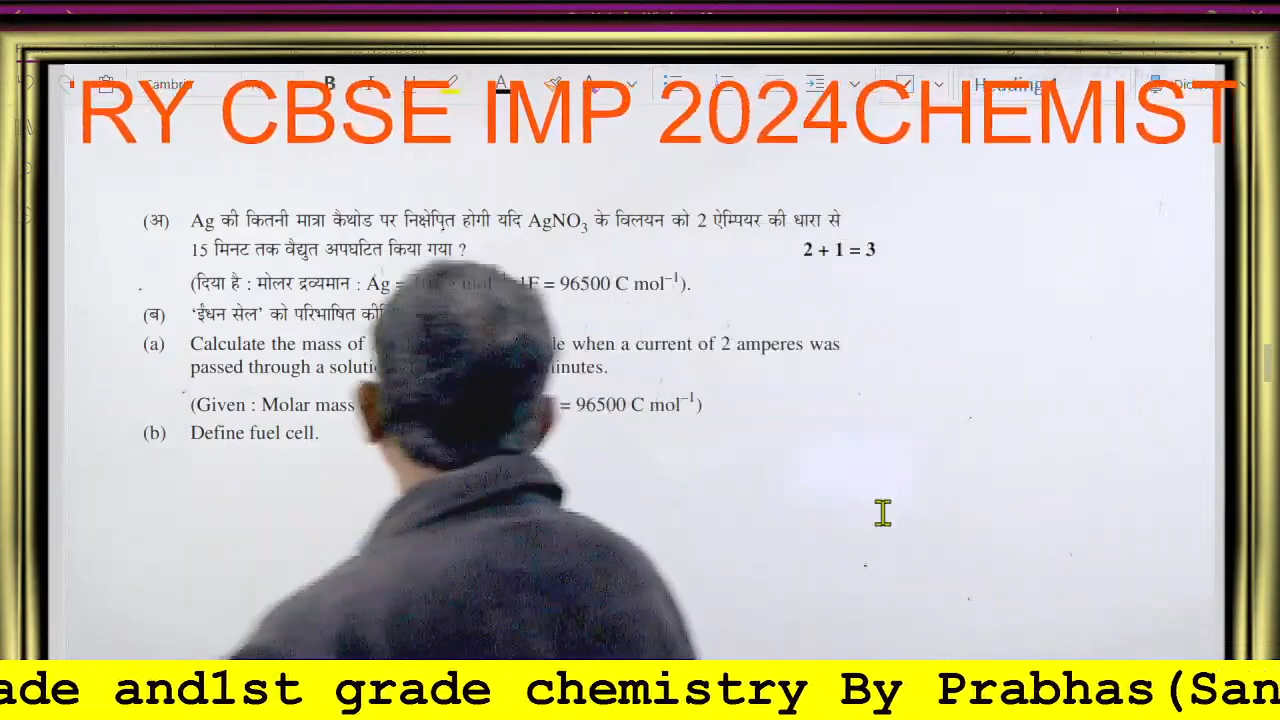 RY CBSE IMP 2024CHEMIST
(अ) Ag की कितनी मात्रा कैथोड पर निक्षेपित होगी यदि AgNO3 के विलयन को 2 ऐम्पियर की धारा से
15 मिनट तक वैद्युत अपघटित किया गया ? 2 + 1 = 3
(दिया है : मोलर द्रव्यमान : Ag = 1F = 96500 C mol⁻¹).
(ब) ‘ईंधन सेल’ को परिभाषित
(a) Calculate the mass of when a current of 2 amperes was
passed through a
(Given : Molar mass = 96500 C mol⁻¹)
(b) Define fuel cell.
ade and1st grade chemistry By Prabhas(San